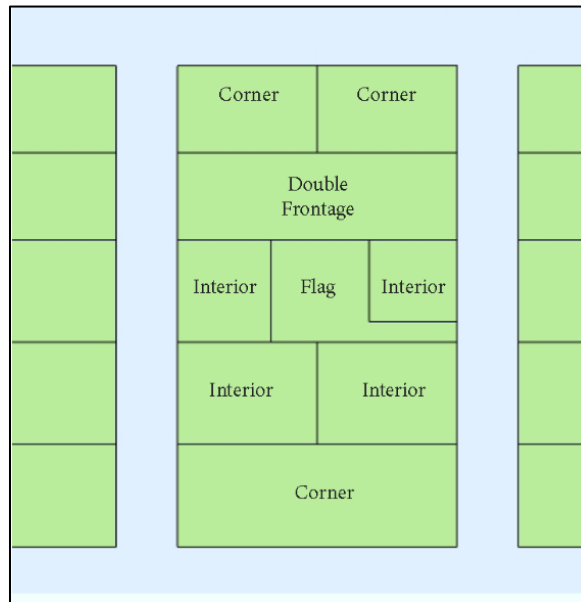 Corner
Corner
Double
Frontage
Interior
Flag
Interior
Interior
Interior
Corner